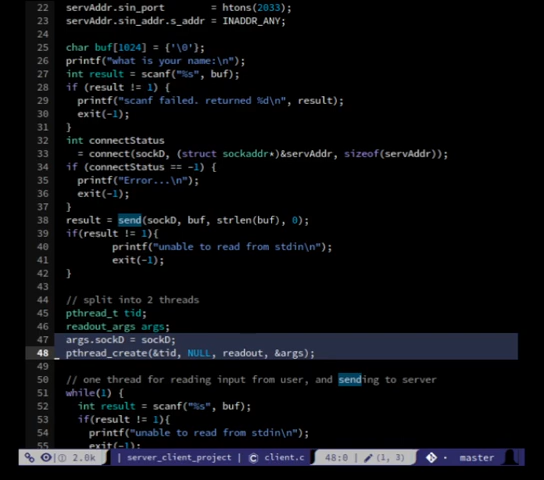 22 servAddr.sin_port        = htons(2033);
23 servAddr.sin_addr.s_addr = INADDR_ANY;
24
25 char buf[1024] = {'\0'};
26 printf("what is your name:\n");
27 int result = scanf("%s", buf);
28 if (result != 1) {
29   printf("scanf failed. returned %d\n", result);
30   exit(-1);
31 }
32 int connectStatus
33   = connect(sockD, (struct sockaddr*)&servAddr, sizeof(servAddr));
34 if (connectStatus == -1) {
35   printf("Error...\n");
36   exit(-1);
37 }
38 result = send(sockD, buf, strlen(buf), 0);
39 if(result != 1){
40         printf("unable to read from stdin\n");
41         exit(-1);
42 }
43
44 // split into 2 threads
45 pthread_t tid;
46 readout_args args;
47 args.sockD = sockD;
48 pthread_create(&tid, NULL, readout, &args);
49
50 // one thread for reading input from user, and sending to server
51 while(1) {
52   int result = scanf("%s", buf);
53   if(result != 1){
54     printf("unable to read from stdin\n");
55     exit(-1);
2.0k | server_client_project | client.c 48:0 | (1, 3) master